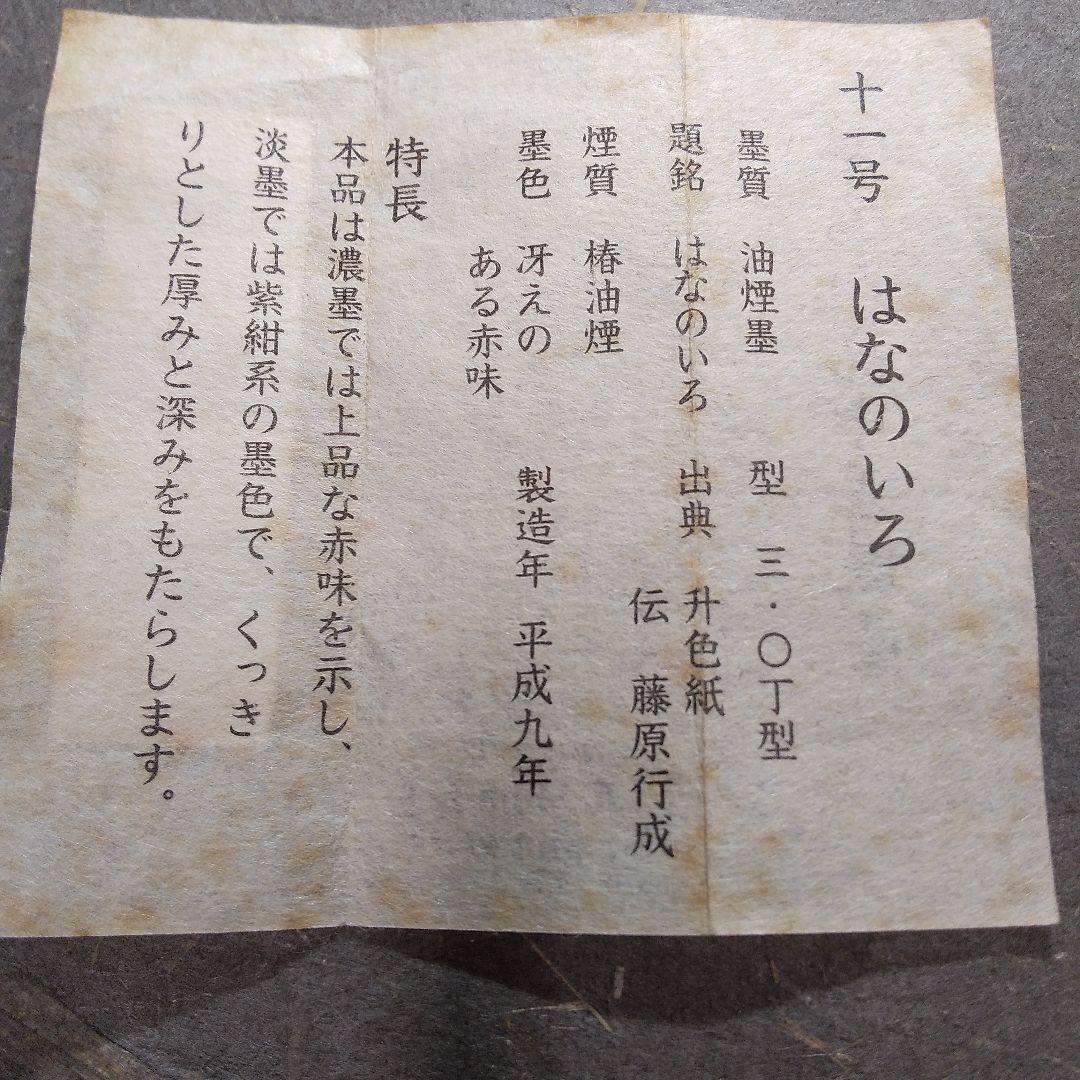 十一号 はなのいろ
墨質 油煙墨 型 三・〇丁型
題銘 はなのいろ 出典 升色紙
伝 藤原行成
煙質 椿油煙
墨色 冴えの 製造年 平成九年
ある赤味
特長
本品は濃墨では上品な赤味を示し、
淡墨では紫紺系の墨色で、くっき
りとした厚みと深みをもたらします。